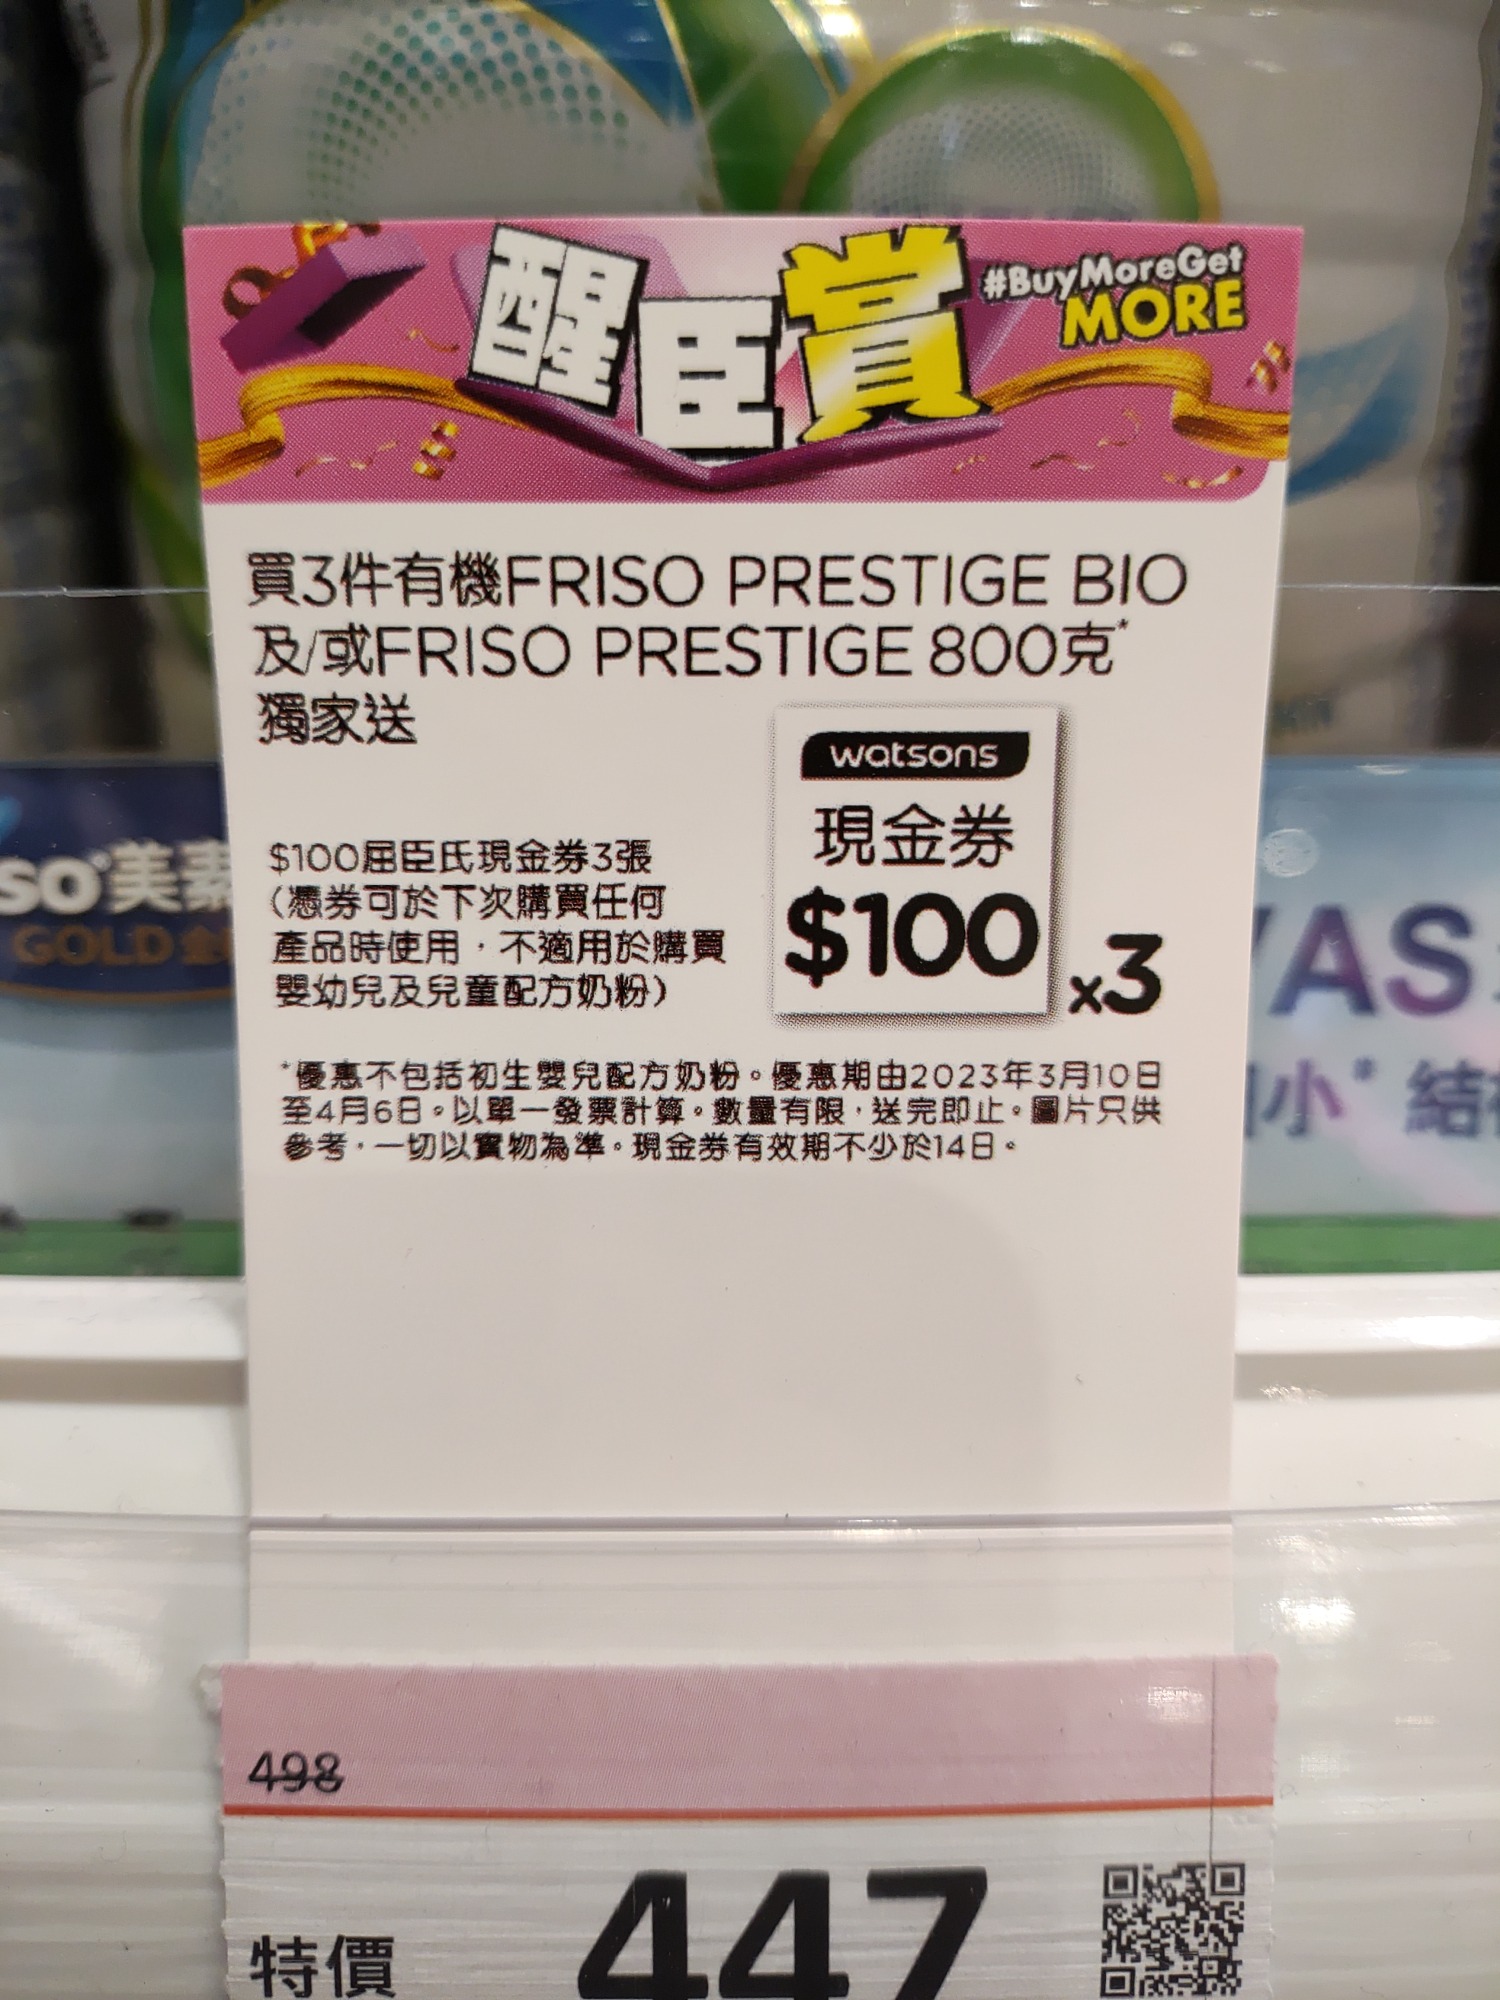 醒臣賞
#BuyMoreGet
MORE
買3件有機FRISO PRESTIGE BIO
及/或FRISO PRESTIGE 800克*
獨家送
watsons
現金券
$100
x3
$100屈臣氏現金券3張
(憑券可於下次購買任何
產品時使用，不適用於購買
嬰幼兒及兒童配方奶粉)
*優惠不包括初生嬰兒配方奶粉。優惠期由2023年3月10日
至4月6日。以單一發票計算。數量有限，送完即止。圖片只供
參考，一切以實物為準。現金券有效期不少於14日。
so美素
GOLD
AS
小* 結
498
特價
447